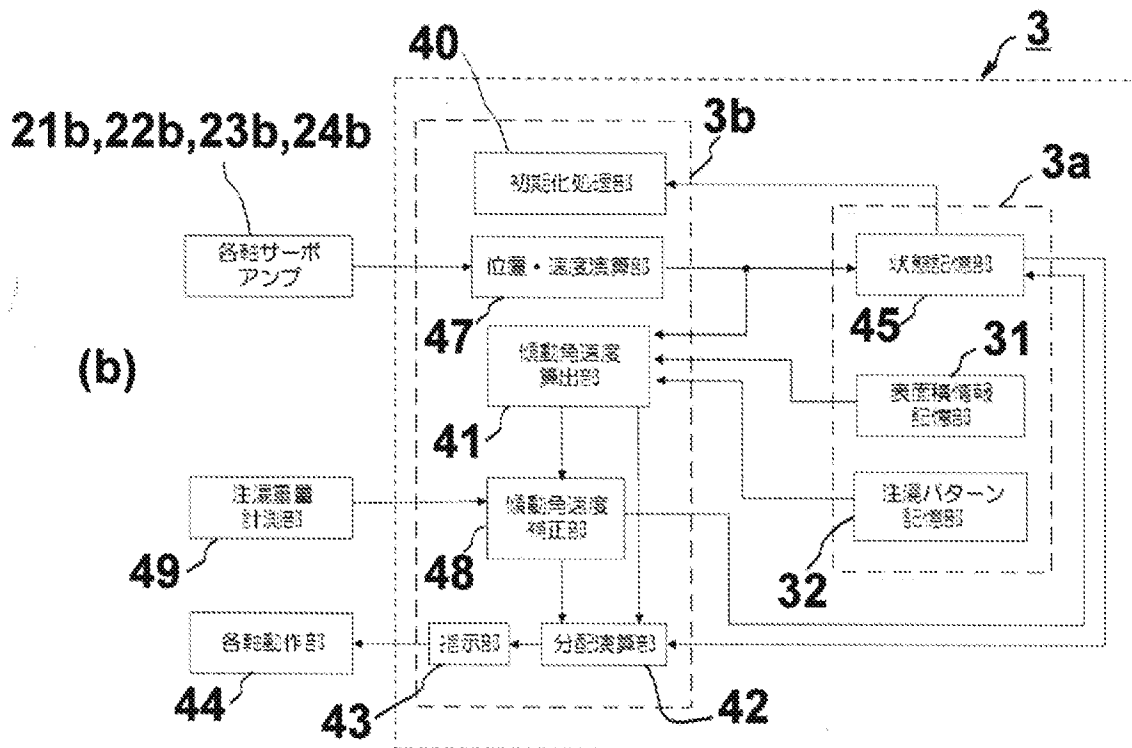 3
40
21b,22b,23b,24b
3b
3a
初期化処理部
各軸サーボ
アンプ
位置・速度演算部
状態記憶部
47
45
(b)
傾動角速度
算出部
31
表面積情報
記憶部
41
注湯重量
計測部
傾動角速度
補正部
注湯パターン
記憶部
49
48
32
各軸動作部
指示部
分配演算部
44
43
42